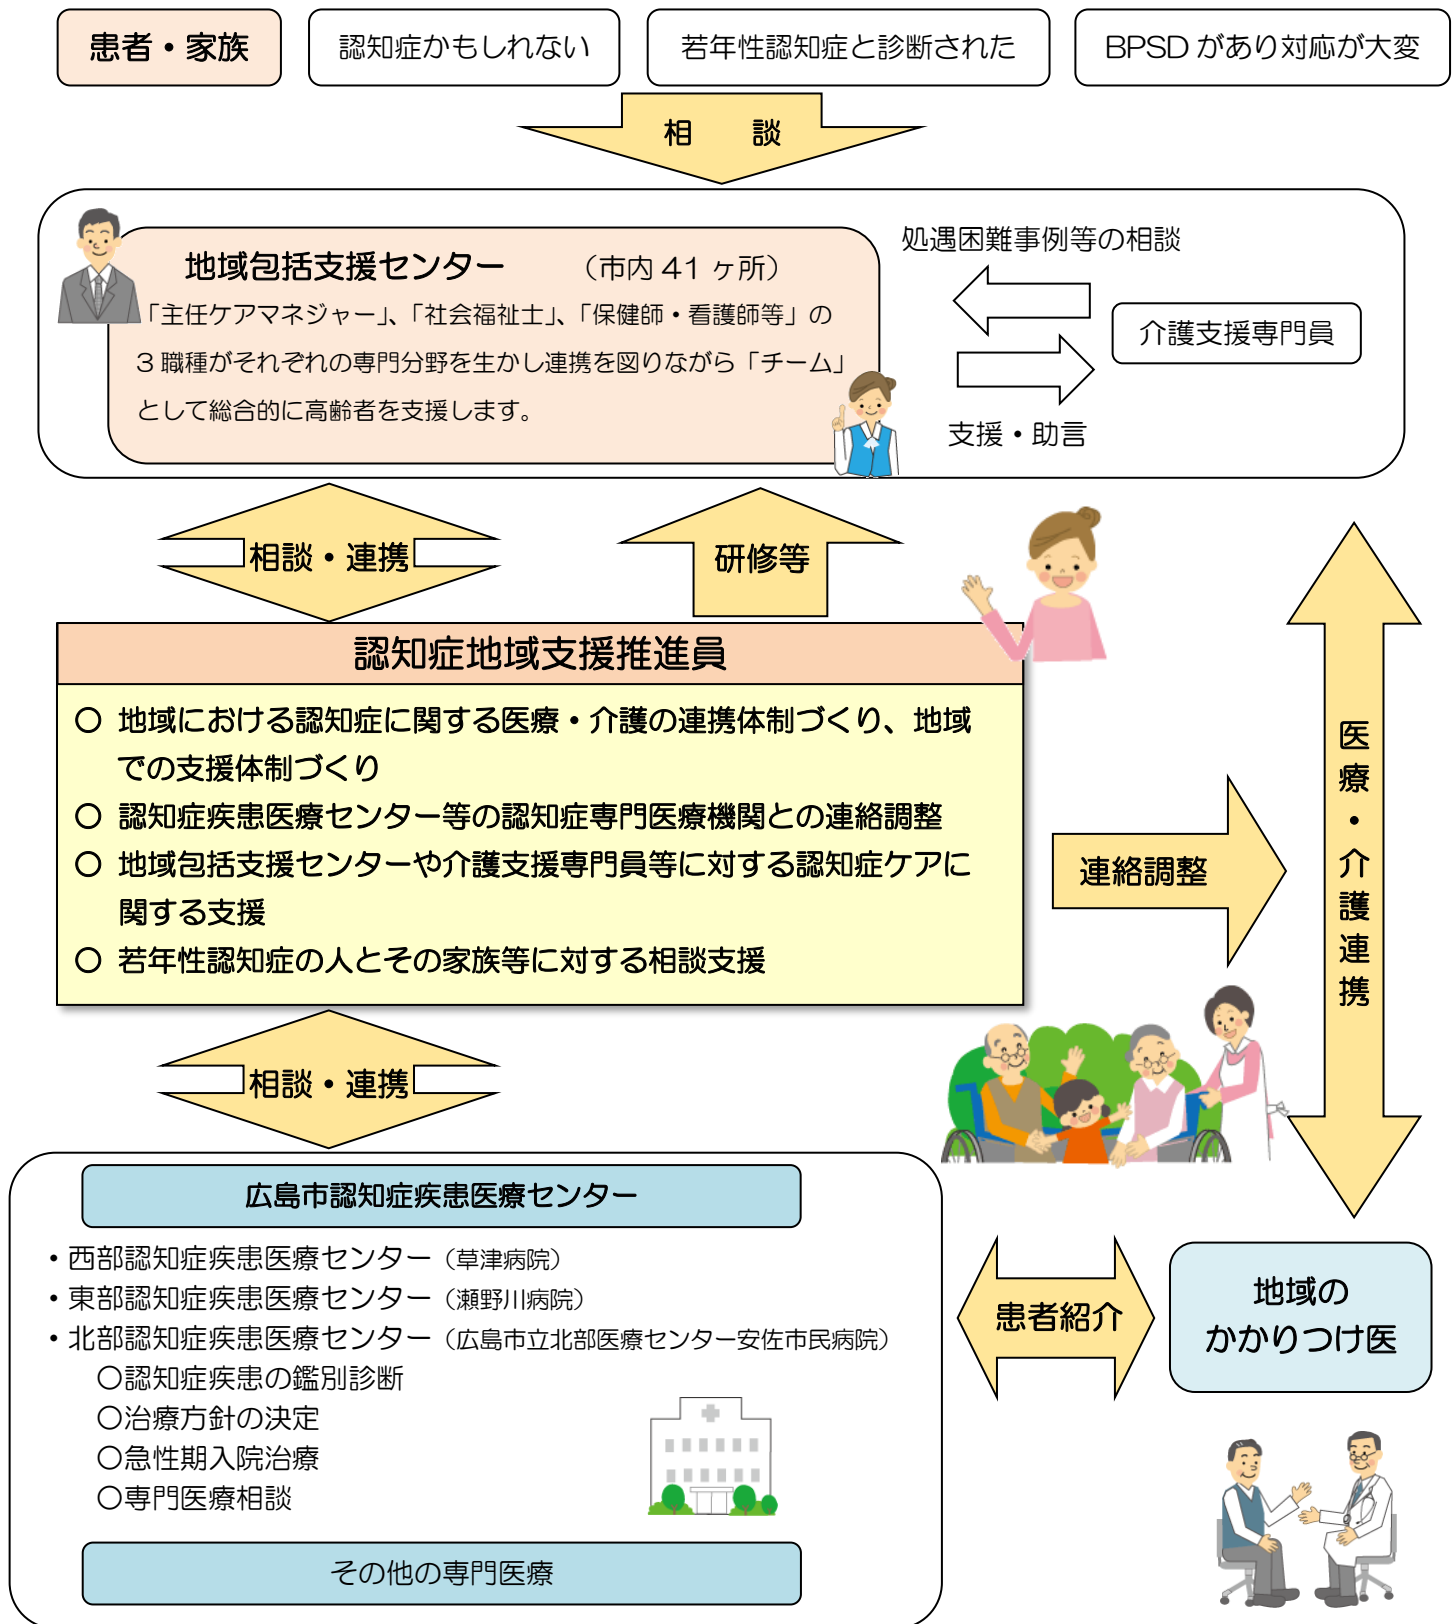 患者・家族
認知症かもしれない
若年性認知症と診断された
BPSD があり対応が大変
相　談
地域包括支援センター　（市内 41 ヶ所）
「主任ケアマネジャー」、「社会福祉士」、「保健師・看護師等」の
3 職種がそれぞれの専門分野を生かし連携を図りながら「チーム」
として総合的に高齢者を支援します。
処遇困難事例等の相談
介護支援専門員
支援・助言
相談・連携
研修等
認知症地域支援推進員
○ 地域における認知症に関する医療・介護の連携体制づくり、地域
での支援体制づくり
○ 認知症疾患医療センター等の認知症専門医療機関との連絡調整
○ 地域包括支援センターや介護支援専門員等に対する認知症ケアに
関する支援
○ 若年性認知症の人とその家族等に対する相談支援
連絡調整
医療・介護連携
相談・連携
広島市認知症疾患医療センター
・西部認知症疾患医療センター（草津病院）
・東部認知症疾患医療センター（瀬野川病院）
・北部認知症疾患医療センター（広島市立北部医療センター安佐市民病院）
○認知症疾患の鑑別診断
○治療方針の決定
○急性期入院治療
○専門医療相談
その他の専門医療
患者紹介
地域の
かかりつけ医